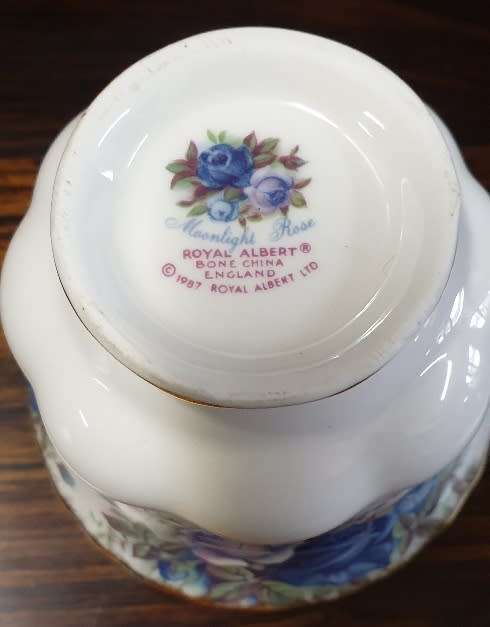 Moonlight Rose
ROYAL ALBERT®
BONE CHINA
ENGLAND
© 1987 ROYAL ALBERT LTD